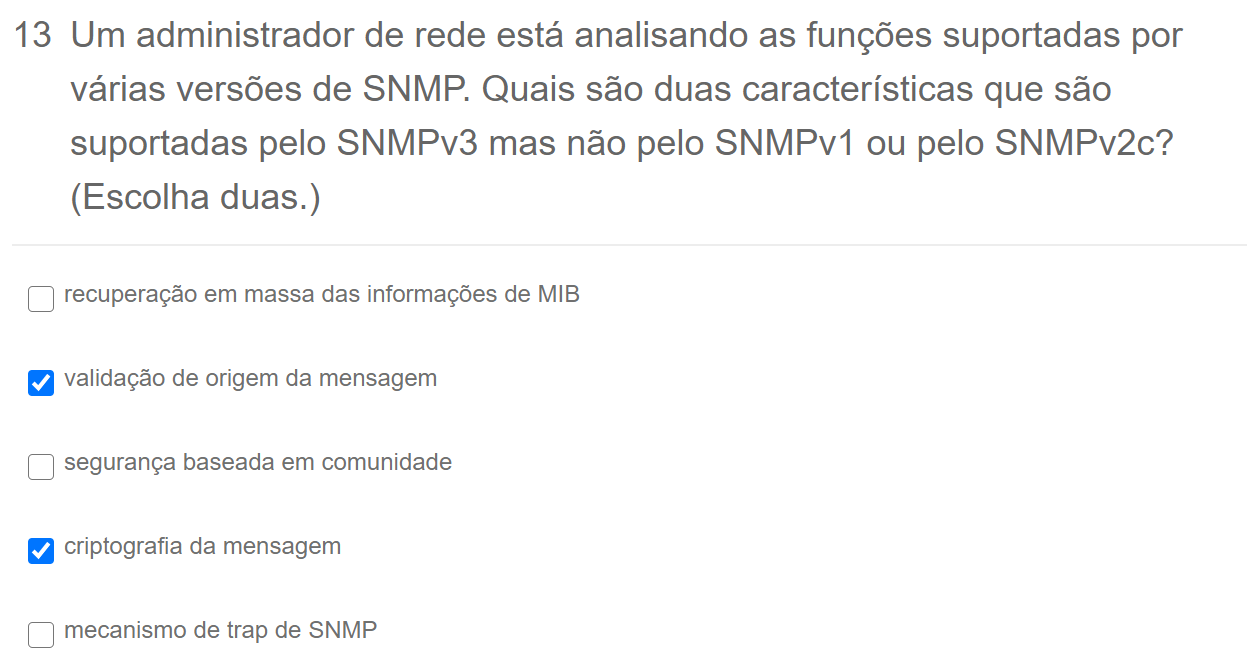 13 Um administrador de rede está analisando as funções suportadas por
várias versões de SNMP. Quais são duas características que são
suportadas pelo SNMPv3 mas não pelo SNMPv1 ou pelo SNMPv2c?
(Escolha duas.)
recuperação em massa das informações de MIB
validação de origem da mensagem
segurança baseada em comunidade
criptografia da mensagem
mecanismo de trap de SNMP